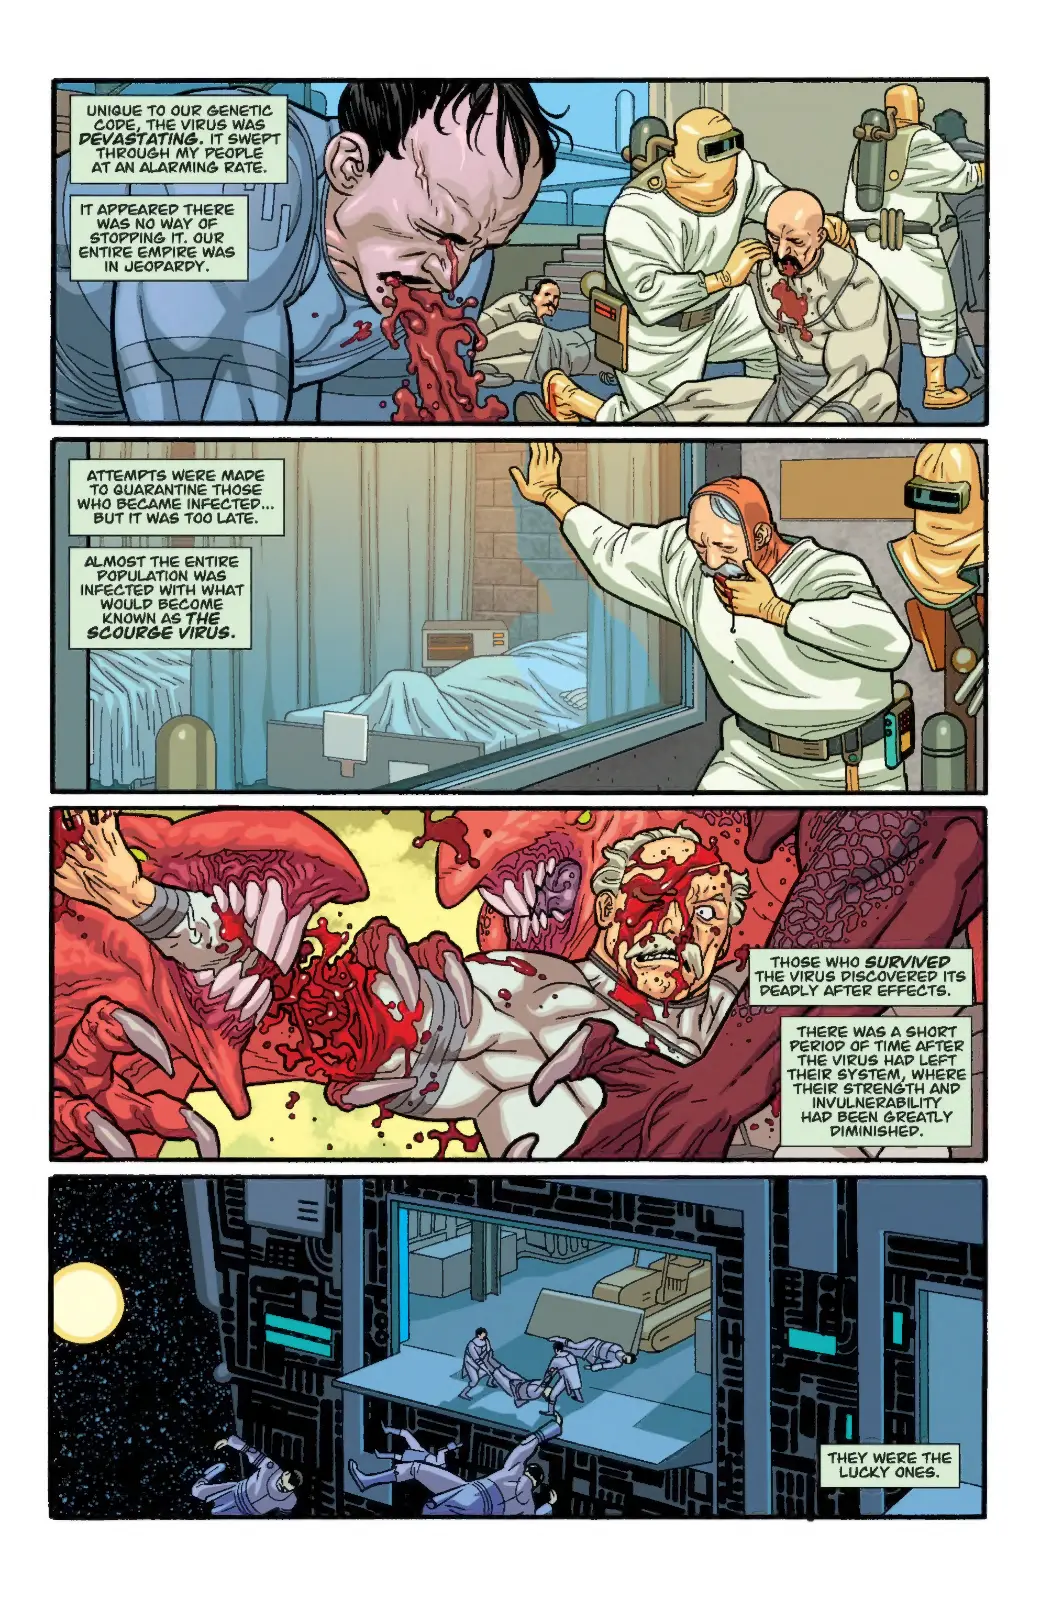 UNIQUE TO OUR GENETIC
CODE, THE VIRUS WAS
DEVASTATING. IT SWEPT
THROUGH MY PEOPLE
AT AN ALARMING RATE.
IT APPEARED THERE
WAS NO WAY OF
STOPPING IT. OUR
ENTIRE EMPIRE WAS
IN JEOPARDY.
ATTEMPTS WERE MADE
TO QUARANTINE THOSE
WHO BECAME INFECTED...
BUT IT WAS TOO LATE.
ALMOST THE ENTIRE
POPULATION WAS
INFECTED WITH WHAT
WOULD BECOME
KNOWN AS THE
SCOURGE VIRUS.
THOSE WHO SURVIVED
THE VIRUS DISCOVERED ITS
DEADLY AFTER EFFECTS.
THERE WAS A SHORT
PERIOD OF TIME AFTER
THE VIRUS HAD LEFT
THEIR SYSTEM, WHERE
THEIR STRENGTH AND
INVULNERABILITY
HAD BEEN GREATLY
DIMINISHED.
THEY WERE THE
LUCKY ONES.